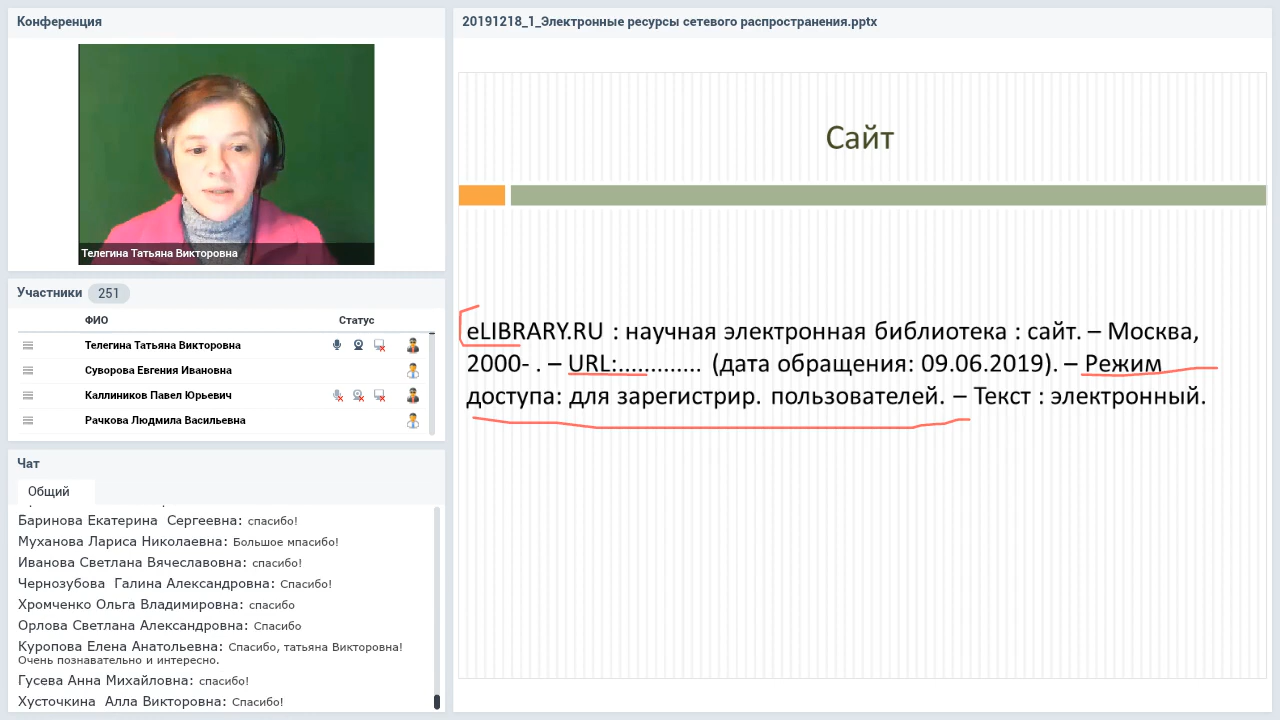 Конференция
Телегина Татьяна Викторовна
Участники 251
ФИО Статус
Телегина Татьяна Викторовна
Суворова Евгения Ивановна
Каллиников Павел Юрьевич
Рачкова Людмила Васильевна
Чат
Общий
Баринова Екатерина Сергеевна: спасибо!
Муханова Лариса Николаевна: Большое мпасибо!
Иванова Светлана Вячеславовна: спасибо!
Чернозубова Галина Александровна: Спасибо!
Хромченко Ольга Владимировна: спасибо
Орлова Светлана Александровна: Спасибо
Куропова Елена Анатольевна: Спасибо, татьяна Викторовна!
Очень познавательно и интересно.
Гусева Анна Михайловна: спасибо!
Хусточкина Алла Викторовна: Спасибо!
20191218_1_Электронные ресурсы сетевого распространения.pptx
Сайт
eLIBRARY.RU : научная электронная библиотека : сайт. – Москва,
2000- . – URL:............. (дата обращения: 09.06.2019). – Режим
доступа: для зарегистрир. пользователей. – Текст : электронный.